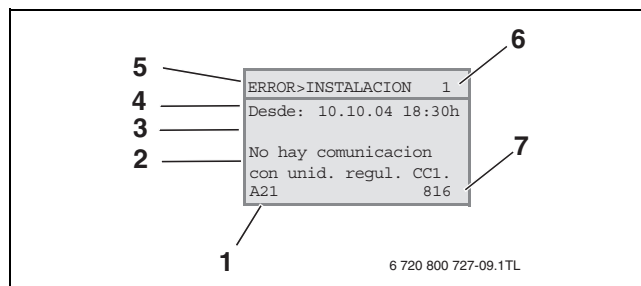 6
5
ERROR>INSTALACION 1
4
Desde: 10.10.04 18:30h
3
2
No hay comunicacion
7
con unid. regul. CC1.
A21 816
1
6 720 800 727-09.1TL